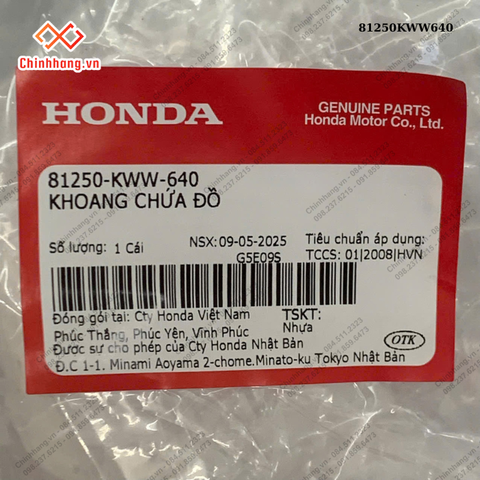 81250KWW640
Chinhhang.vn
HONDA
GENUINE PARTS
Honda Motor Co., Ltd.
81250-KWW-640
KHOANG CHỨA ĐỒ
Số lượng: 1 Cái
NSX: 09-05-2025
Tiêu chuẩn áp dụng:
G5E09S
TCCS: 01|2008|HVN
Đóng gói tại: Cty Honda Việt Nam
TSKT:
Phúc Thắng, Phúc Yên, Vĩnh Phúc
Nhựa
Được sự cho phép của Cty Honda Nhật Bản
OTK
Đ.C 1-1. Minami Aoyama 2-chome.Minato-ku Tokyo Nhật Bản